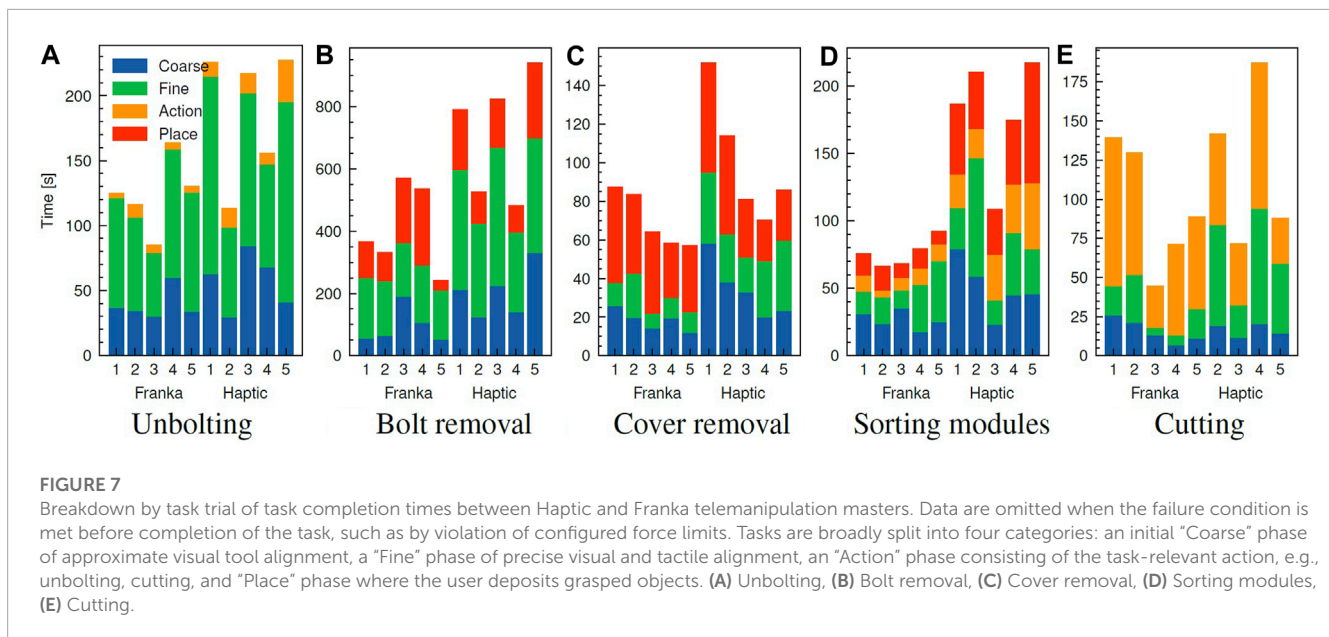 A B C D E
Coarse
Fine
Action
Place
Time [s]
200
150
100
50
0
1 2 3 4 5 1 2 3 4 5
Franka Haptic
Unbolting
800
600
400
200
0
1 2 3 4 5 1 2 3 4 5
Franka Haptic
Bolt removal
140
120
100
80
60
40
20
0
1 2 3 4 5 1 2 3 4 5
Franka Haptic
Cover removal
200
150
100
50
0
1 2 3 4 5 1 2 3 4 5
Franka Haptic
Sorting modules
175
150
125
100
75
50
25
0
1 2 3 4 5 2 3 4 5
Franka Haptic
Cutting
FIGURE 7
Breakdown by task trial of task completion times between Haptic and Franka telemanipulation masters. Data are omitted when the failure condition is
met before completion of the task, such as by violation of configured force limits. Tasks are broadly split into four categories: an initial “Coarse” phase
of approximate visual tool alignment, a “Fine” phase of precise visual and tactile alignment, an “Action” phase consisting of the task-relevant action, e.g.,
unbolting, cutting, and “Place” phase where the user deposits grasped objects. (A) Unbolting, (B) Bolt removal, (C) Cover removal, (D) Sorting modules,
(E) Cutting.